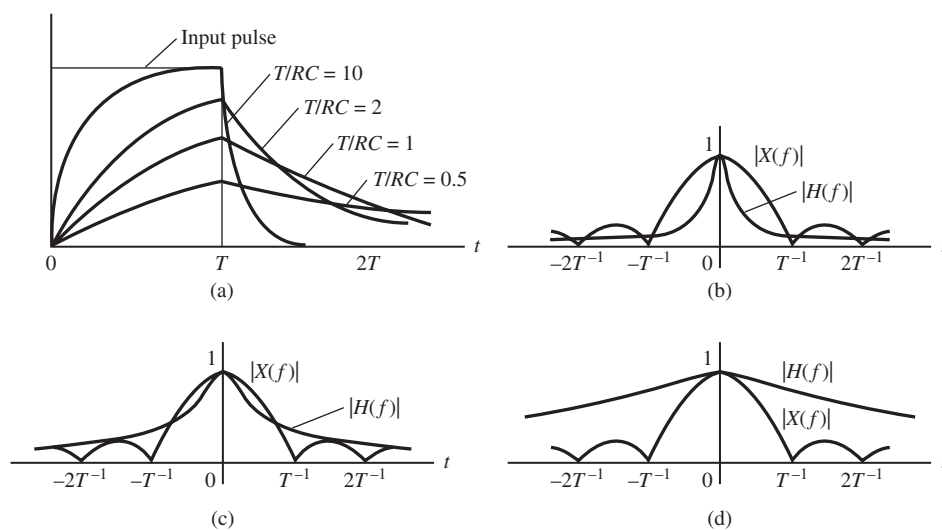 Input pulse
T/RC = 10
T/RC = 2
T/RC = 1
T/RC = 0.5
0 T 2T t
(a)
1 |X(f)|
|H(f)|
–2T⁻¹ –T⁻¹ 0 T⁻¹ 2T⁻¹
(b)
1 |X(f)|
|H(f)|
t
–2T⁻¹ –T⁻¹ 0 T⁻¹ 2T⁻¹
(c)
1 |H(f)|
|X(f)|
–2T⁻¹ –T⁻¹ 0 T⁻¹ 2T⁻¹
(d)